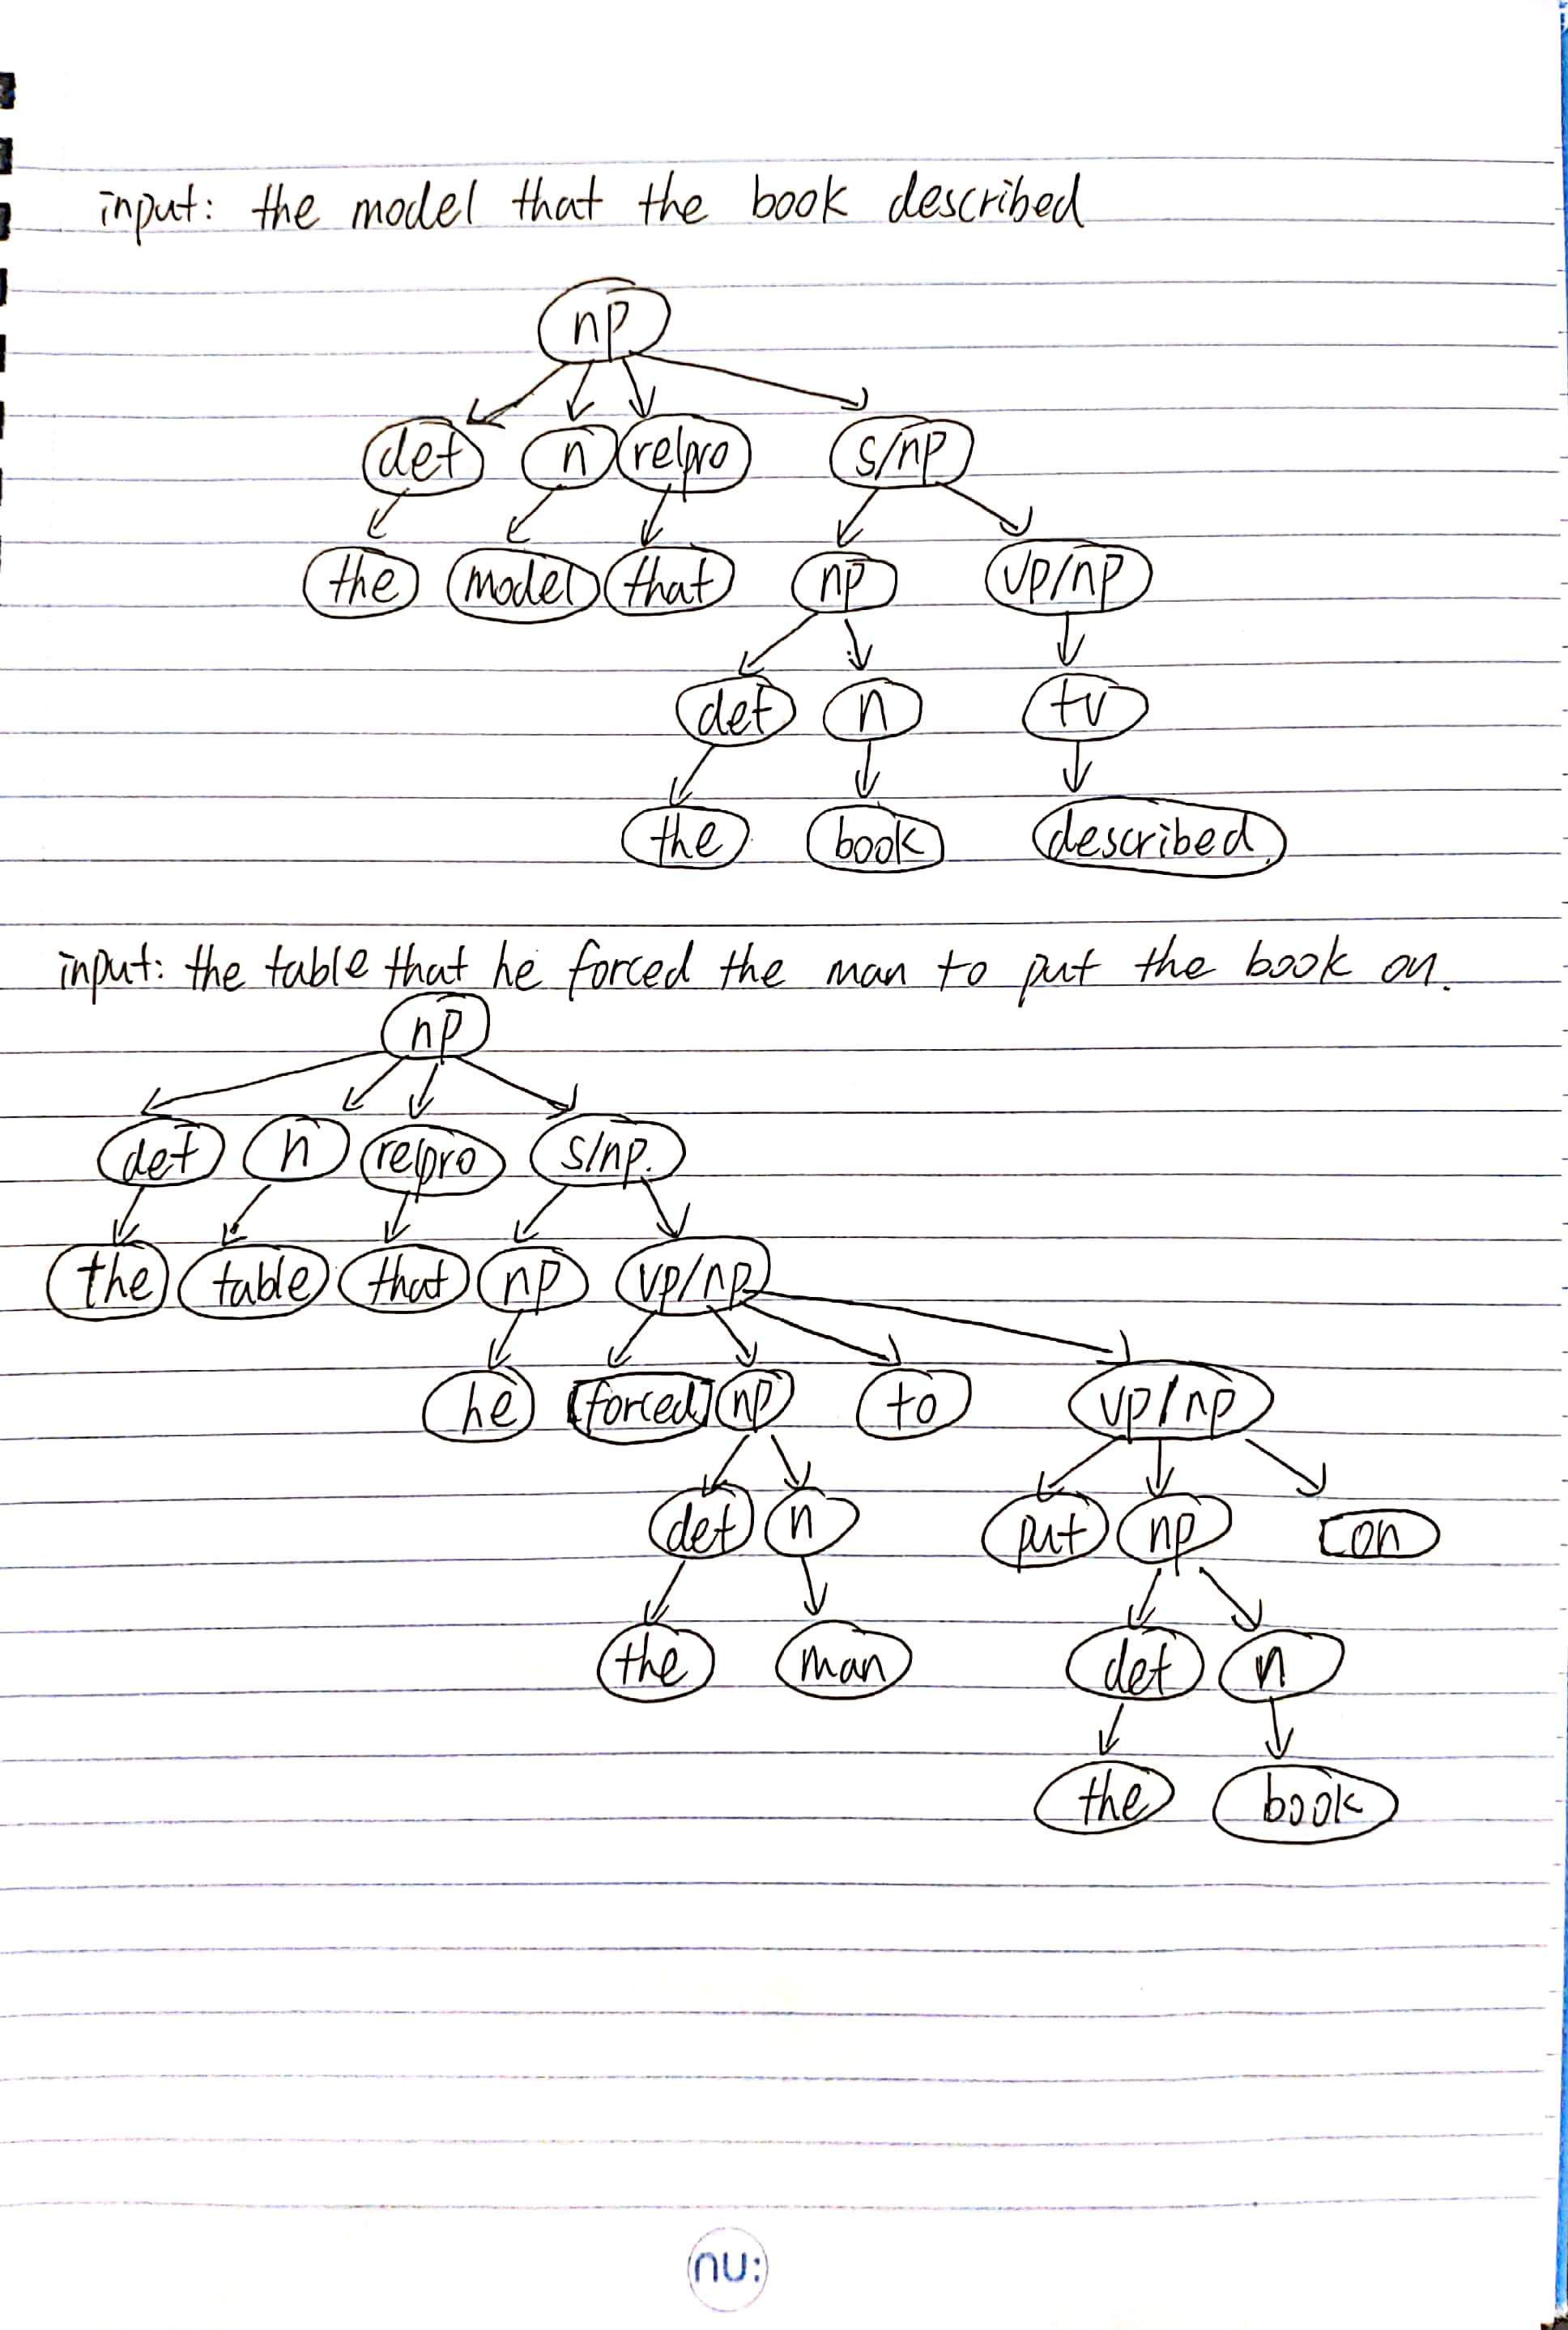 input: the model that the book described
np
det n relpro s/np
the model that np vp/np
det n tv
the book described.
input: the table that he forced the man to put the book on.
np
det n relpro s/np.
the table that np vp/np
he forced np to vp/np
det n put np on
the man det n
the book
nu: